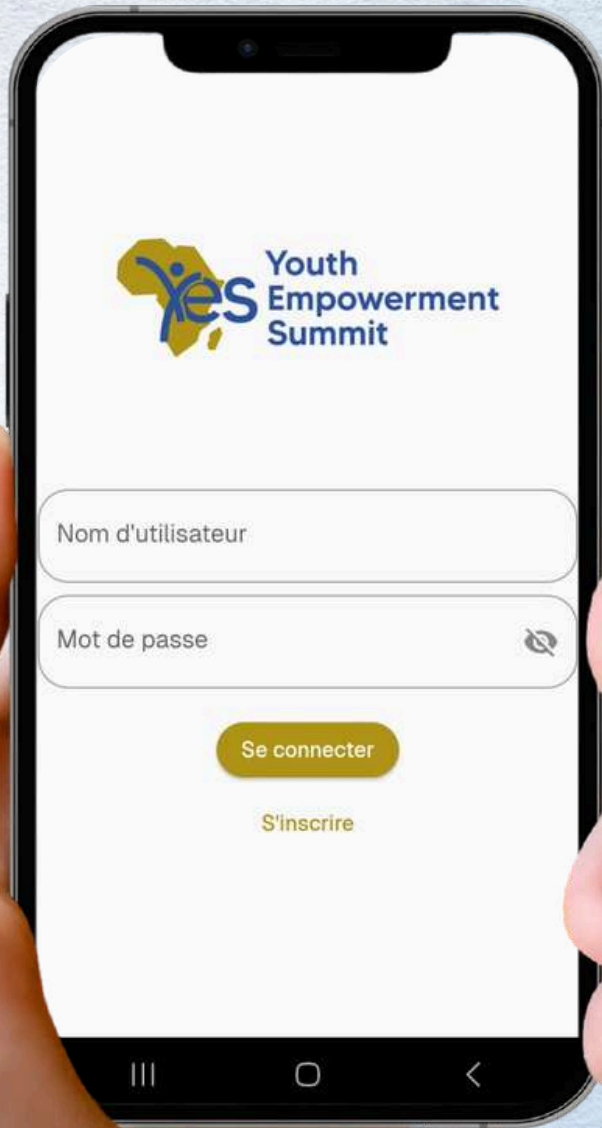 Yes
Youth
Empowerment
Summit
Nom d'utilisateur
Mot de passe
Se connecter
S'inscrire